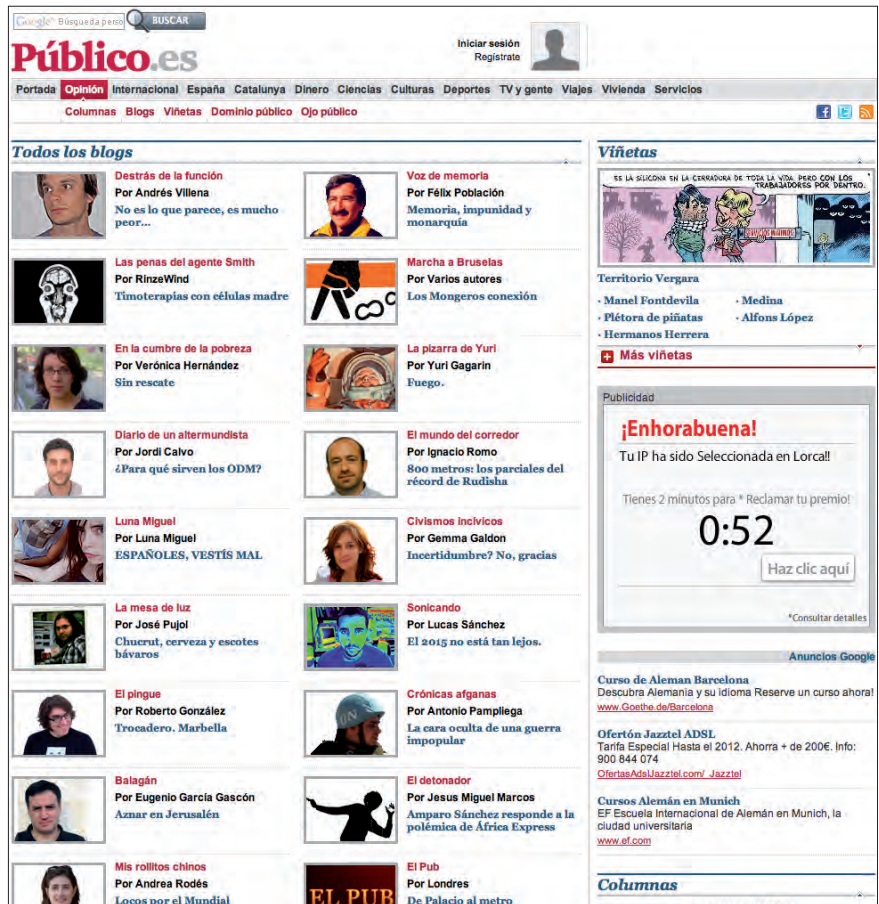 Google Búsqueda perso
BUSCAR
Público.es
Iniciar sesión
Regístrate
Portada Opinión Internacional España Catalunya Dinero Ciencias Culturas Deportes TV y gente Viajes Vivienda Servicios
Columnas Blogs Viñetas Dominio público Ojo público
Todos los blogs
Destrás de la función
Por Andrés Villena
No es lo que parece, es mucho
peor...
Voz de memoria
Por Félix Población
Memoria, impunidad y
monarquía
Las penas del agente Smith
Por RinzeWind
Timoterapias con células madre
Marcha a Bruselas
Por Varios autores
Los Mongeros conexión
En la cumbre de la pobreza
Por Verónica Hernández
Sin rescate
La pizarra de Yuri
Por Yuri Gagarin
Fuego.
Diario de un altermundista
Por Jordi Calvo
¿Para qué sirven los ODM?
El mundo del corredor
Por Ignacio Romo
800 metros: los parciales del
récord de Rudisha
Luna Miguel
Por Luna Miguel
ESPAÑOLES, VESTÍS MAL
Civismos incívicos
Por Gemma Galdon
Incertidumbre? No, gracias
La mesa de luz
Por José Pujol
Chucrut, cerveza y escotes
bávaros
Sonicando
Por Lucas Sánchez
El 2015 no está tan lejos.
El pingue
Por Roberto González
Trocadero. Marbella
Crónicas afganas
Por Antonio Pampliega
La cara oculta de una guerra
impopular
UN
Balagán
Por Eugenio García Gascón
Aznar en Jerusalén
El detonador
Por Jesus Miguel Marcos
Amparo Sánchez responde a la
polémica de África Express
Mis rollitos chinos
Por Andrea Rodés
Locos por el Mundial
EL PUB
El Pub
Por Londres
De Palacio al metro
Viñetas
ES LA SILICONA EN LA CERRADURA DE TODA LA VIDA PERO CON LOS
TRABAJADORES POR DENTRO.
SERVICIOS MÍNIMOS
Territorio Vergara
· Manel Fontdevila
· Medina
· Plétora de piñatas
· Alfons López
· Hermanos Herrera
Más viñetas
Publicidad
¡Enhorabuena!
Tu IP ha sido Seleccionada en Lorca!!
Tienes 2 minutos para * Reclamar tu premio!
0:52
Haz clic aquí
*Consultar detalles
Anuncios Google
Curso de Aleman Barcelona
Descubra Alemania y su idioma Reserve un curso ahora!
www.Goethe.de/Barcelona
Ofertón Jazztel ADSL
Tarifa Especial Hasta el 2012. Ahorra + de 200€. Info:
900 844 074
OfertasAdslJazztel.com/_Jazztel
Cursos Alemán en Munich
EF Escuela Internacional de Alemán en Munich, la
ciudad universitaria
www.ef.com
Columnas